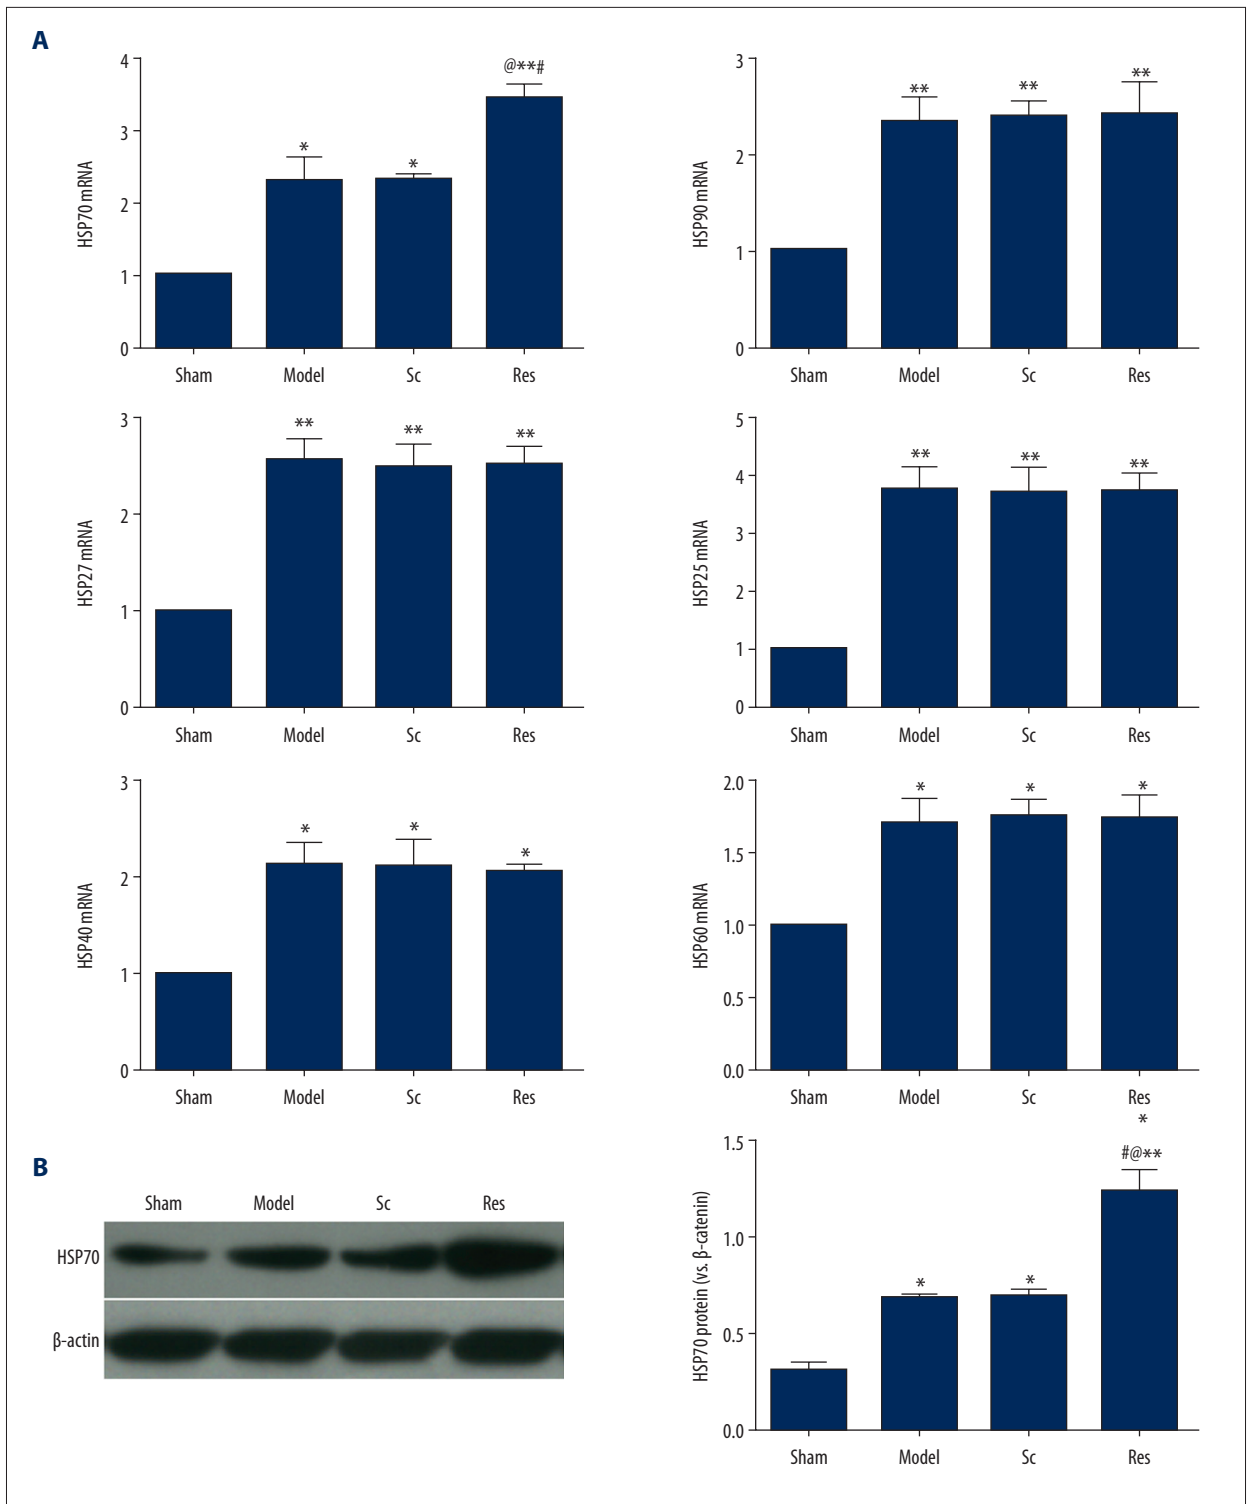 A
4
3
2
1
0
HSP70 mRNA
*
*
@**#
Sham Model Sc Res
3
2
1
0
HSP90 mRNA
**
**
**
Sham Model Sc Res
3
2
1
0
HSP27 mRNA
**
**
**
Sham Model Sc Res
5
4
3
2
1
0
HSP25 mRNA
**
**
**
Sham Model Sc Res
3
2
1
0
HSP40 mRNA
*
*
*
Sham Model Sc Res
2.0
1.5
1.0
0.5
0.0
HSP60 mRNA
*
*
*
Sham Model Sc Res
B
Sham Model Sc Res
HSP70
β-actin
1.5
1.0
0.5
0.0
HSP70 protein (vs. β-catenin)
*
*
*
#@**
Sham Model Sc Res